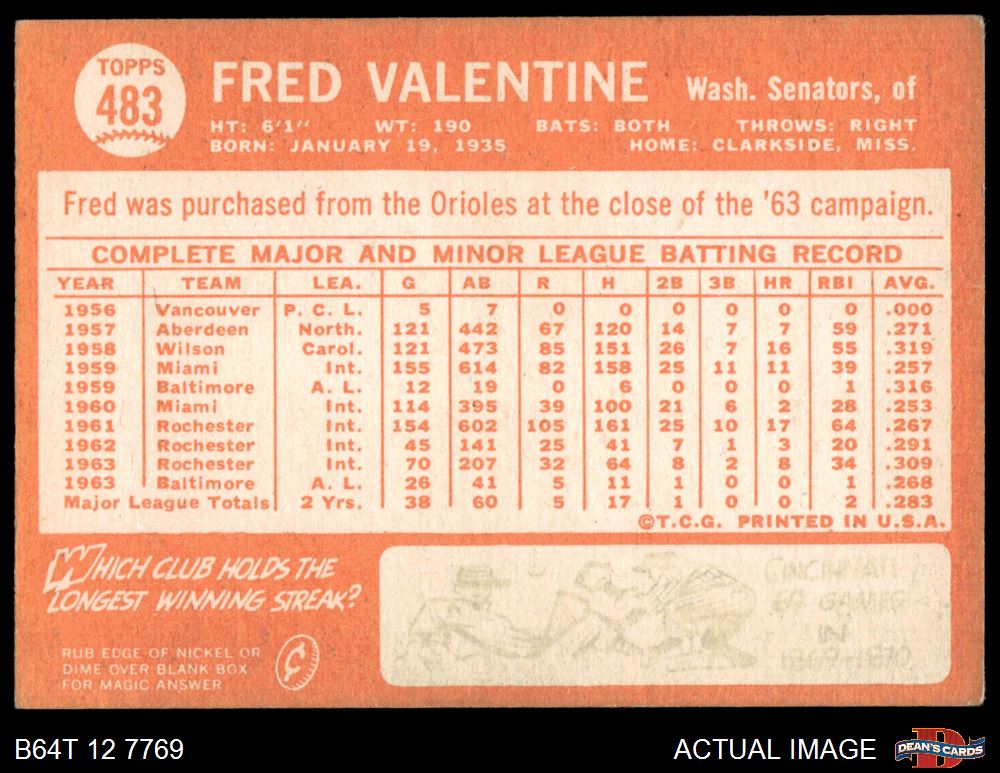 TOPPS
483
FRED VALENTINE Wash. Senators, of
HT: 6'1" WT: 190 BATS: BOTH THROWS: RIGHT
BORN: JANUARY 19, 1935 HOME: CLARKSIDE, MISS.
Fred was purchased from the Orioles at the close of the '63 campaign.
COMPLETE MAJOR AND MINOR LEAGUE BATTING RECORD
YEAR TEAM LEA. G AB R H 2B 3B HR RBI AVG.
1956 Vancouver P. C. L. 5 7 0 0 0 0 0 0 .000
1957 Aberdeen North. 121 442 67 120 14 7 7 59 .271
1958 Wilson Carol. 121 473 85 151 26 7 16 55 .319
1959 Miami Int. 155 614 82 158 25 11 11 39 .257
1959 Baltimore A. L. 12 19 0 6 0 0 0 1 .316
1960 Miami Int. 114 395 39 100 21 6 2 28 .253
1961 Rochester Int. 154 602 105 161 25 10 17 64 .267
1962 Rochester Int. 45 141 25 41 7 1 3 20 .291
1963 Rochester Int. 70 207 32 64 8 2 8 34 .309
1963 Baltimore A. L. 26 41 5 11 1 0 0 1 .268
Major League Totals 2 Yrs. 38 60 5 17 1 0 0 2 .283
©T.C.G. PRINTED IN U.S.A.
WHICH CLUB HOLDS THE
LONGEST WINNING STREAK?
RUB EDGE OF NICKEL OR
DIME OVER BLANK BOX
FOR MAGIC ANSWER
¢
CINCINNATI
69 GAMES
IN
1869-1870
B64T 12 7769
ACTUAL IMAGE
D
DEAN'S CARDS